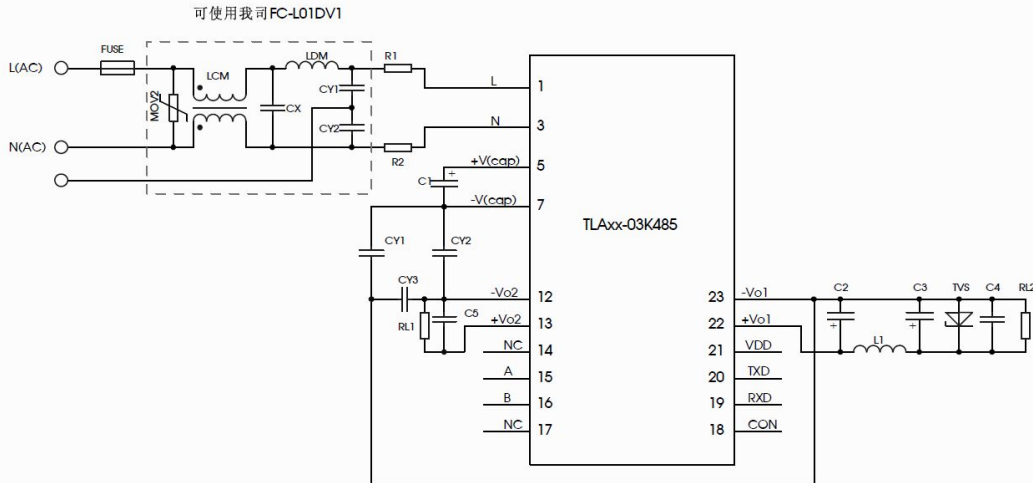 可使用我司FC-L01DV1
FUSE
L(AC)
LCM
LDM
R1
L
1
MOV2
CX
CY1
CY2
N(AC)
R2
N
3
+V(cap)
5
C1
+
-V(cap)
7
TLAxx-03K485
CY1
CY2
CY3
-Vo2
12
RL1
C5
+Vo2
13
NC
14
A
15
B
16
NC
17
23
-Vo1
22
+Vo1
21
VDD
20
TXD
19
RXD
18
CON
C2
+
L1
C3
+
TVS
C4
RL2